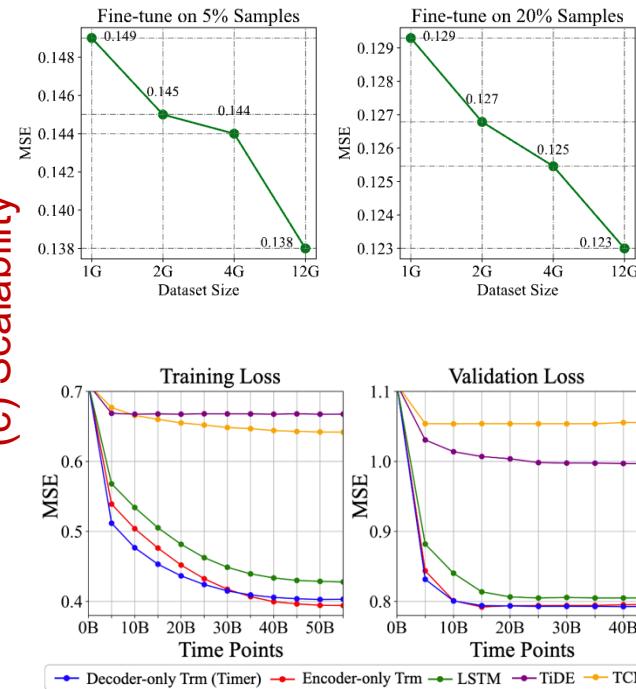 (c) Scalability
Fine-tune on 5% Samples
MSE
0.148
0.146
0.144
0.142
0.140
0.138
0.149
0.145
0.144
0.138
1G 2G 4G 12G
Dataset Size
Fine-tune on 20% Samples
MSE
0.129
0.128
0.127
0.126
0.125
0.124
0.123
0.129
0.127
0.125
0.123
1G 2G 4G 12G
Dataset Size
Training Loss
MSE
0.7
0.6
0.5
0.4
0B 10B 20B 30B 40B 50B
Time Points
Validation Loss
MSE
1.1
1.0
0.9
0.8
0B 10B 20B 30B 40B
Time Points
Decoder-only Trm (Timer) Encoder-only Trm LSTM TiDE